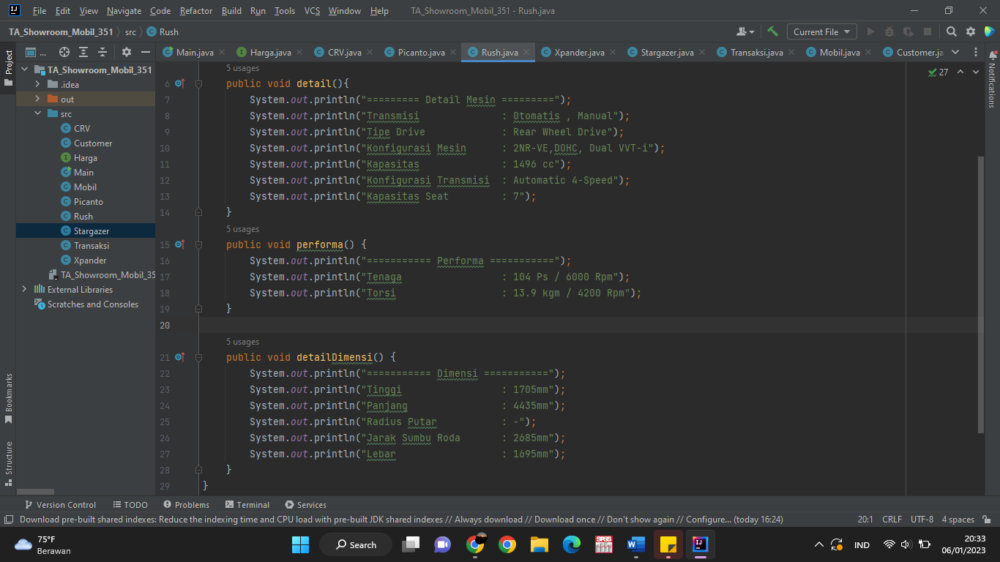 File Edit View Navigate Code Refactor Build Run Tools VCS Window Help TA_Showroom_Mobil_351 - Rush.java
TA_Showroom_Mobil_351 src Rush Current File
Project ... Main.java Harga.java CRV.java Picanto.java Rush.java Xpander.java Stargazer.java Transaksi.java Mobil.java Customer.ja
TA_Showroom_Mobil_351
.idea
out
src
CRV
Customer
Harga
Main
Mobil
Picanto
Rush
Stargazer
Transaksi
Xpander
TA_Showroom_Mobil_35
External Libraries
Scratches and Consoles
Bookmarks
Structure
Notifications
27
5 usages
6 public void detail(){
7 System.out.println("========= Detail Mesin =========");
8 System.out.println("Transmisi              : Otomatis , Manual");
9 System.out.println("Tipe Drive             : Rear Wheel Drive");
10 System.out.println("Konfigurasi Mesin      : 2NR-VE,DOHC, Dual VVT-i");
11 System.out.println("Kapasitas              : 1496 cc");
12 System.out.println("Konfigurasi Transmisi  : Automatic 4-Speed");
13 System.out.println("Kapasitas Seat         : 7");
14 }
5 usages
15 public void performa() {
16 System.out.println("=========== Performa ===========");
17 System.out.println("Tenaga                 : 104 Ps / 6000 Rpm");
18 System.out.println("Torsi                  : 13.9 kgm / 4200 Rpm");
19 }
20
5 usages
21 public void detailDimensi() {
22 System.out.println("=========== Dimensi ===========");
23 System.out.println("Tinggi                 : 1705mm");
24 System.out.println("Panjang                : 4435mm");
25 System.out.println("Radius Putar           : -");
26 System.out.println("Jarak Sumbu Roda       : 2685mm");
27 System.out.println("Lebar                  : 1695mm");
28 }
29 }
Version Control TODO Problems Terminal Services
Download pre-built shared indexes: Reduce the indexing time and CPU load with pre-built JDK shared indexes // Always download // Download once // Don't show again // Configure... (today 16:24) 20:1 CRLF UTF-8 4 spaces
75°F
Berawan
Search
SPSS
IND
20:33
06/01/2023